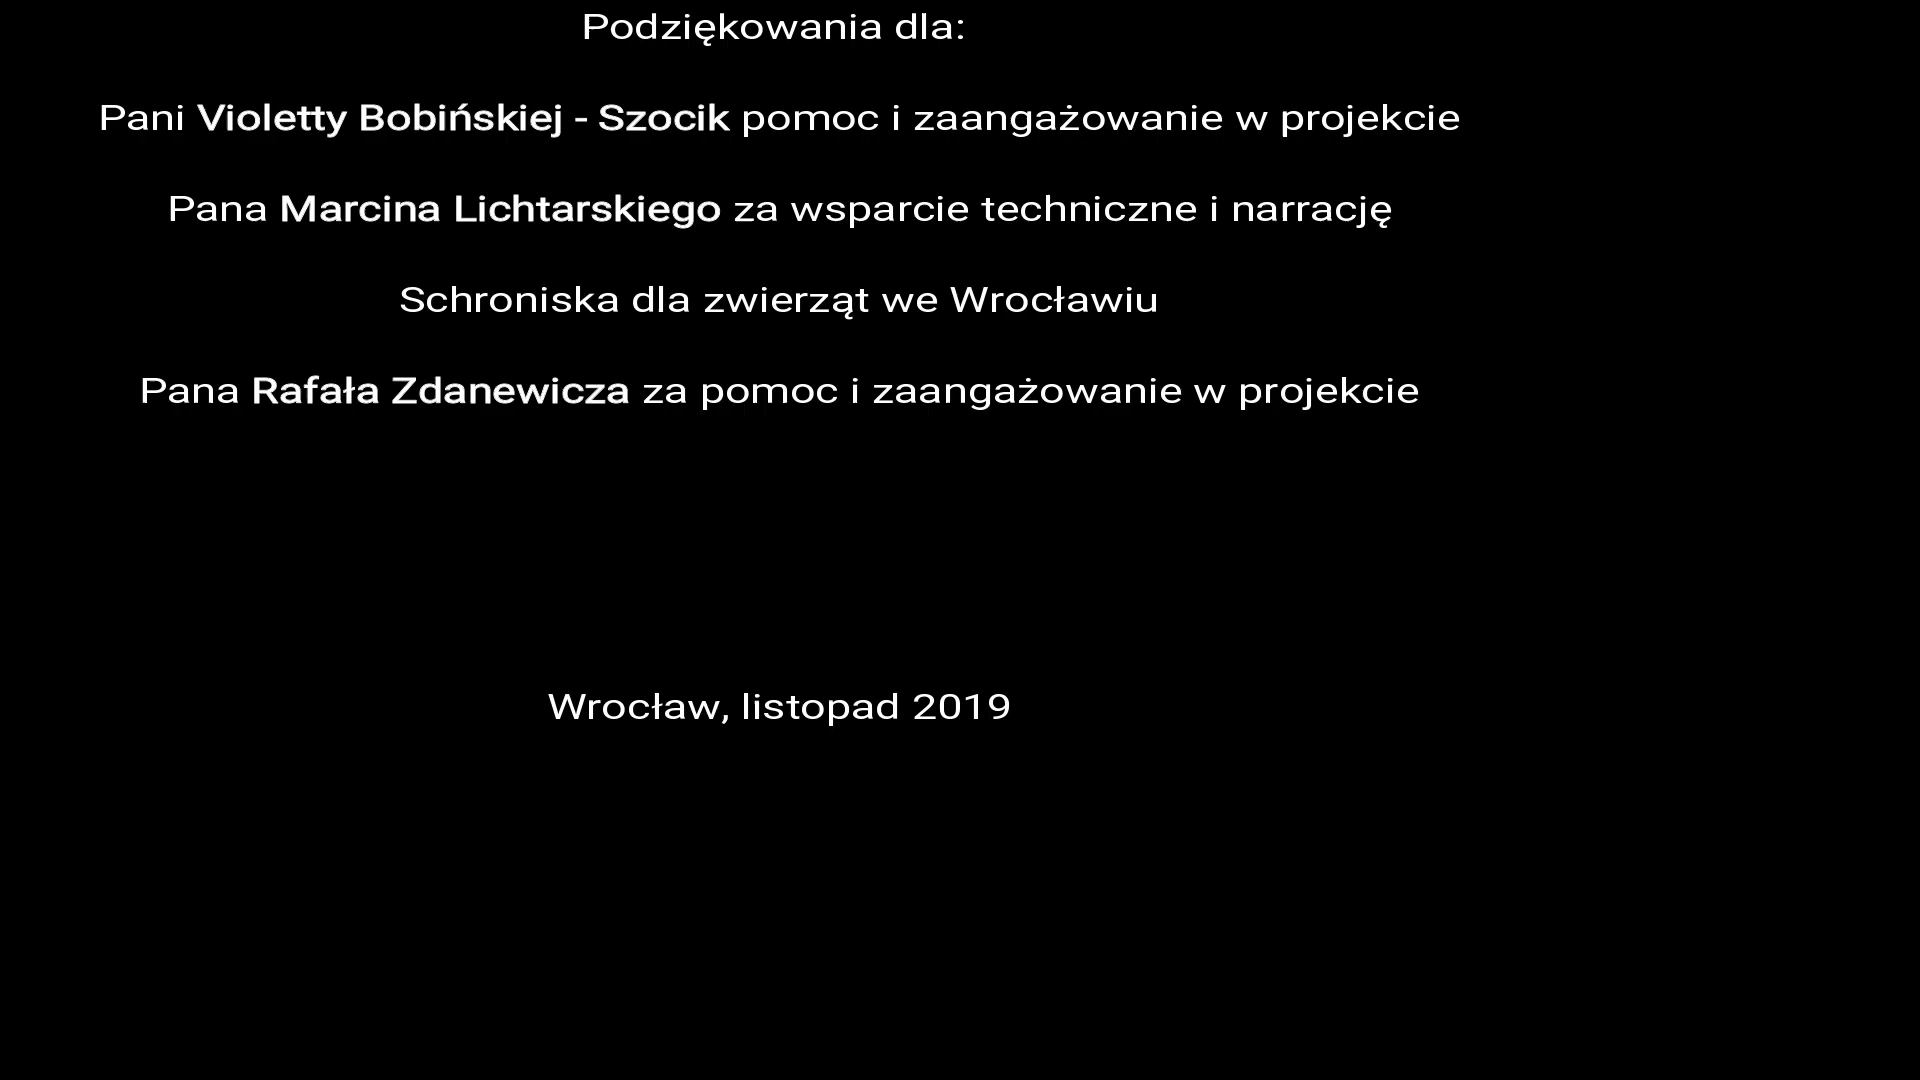 Podziękowania dla:
Pani Violetty Bobińskiej - Szocik pomoc i zaangażowanie w projekcie
Pana Marcina Lichtarskiego za wsparcie techniczne i narrację
Schroniska dla zwierząt we Wrocławiu
Pana Rafała Zdanewicza za pomoc i zaangażowanie w projekcie
Wrocław, listopad 2019